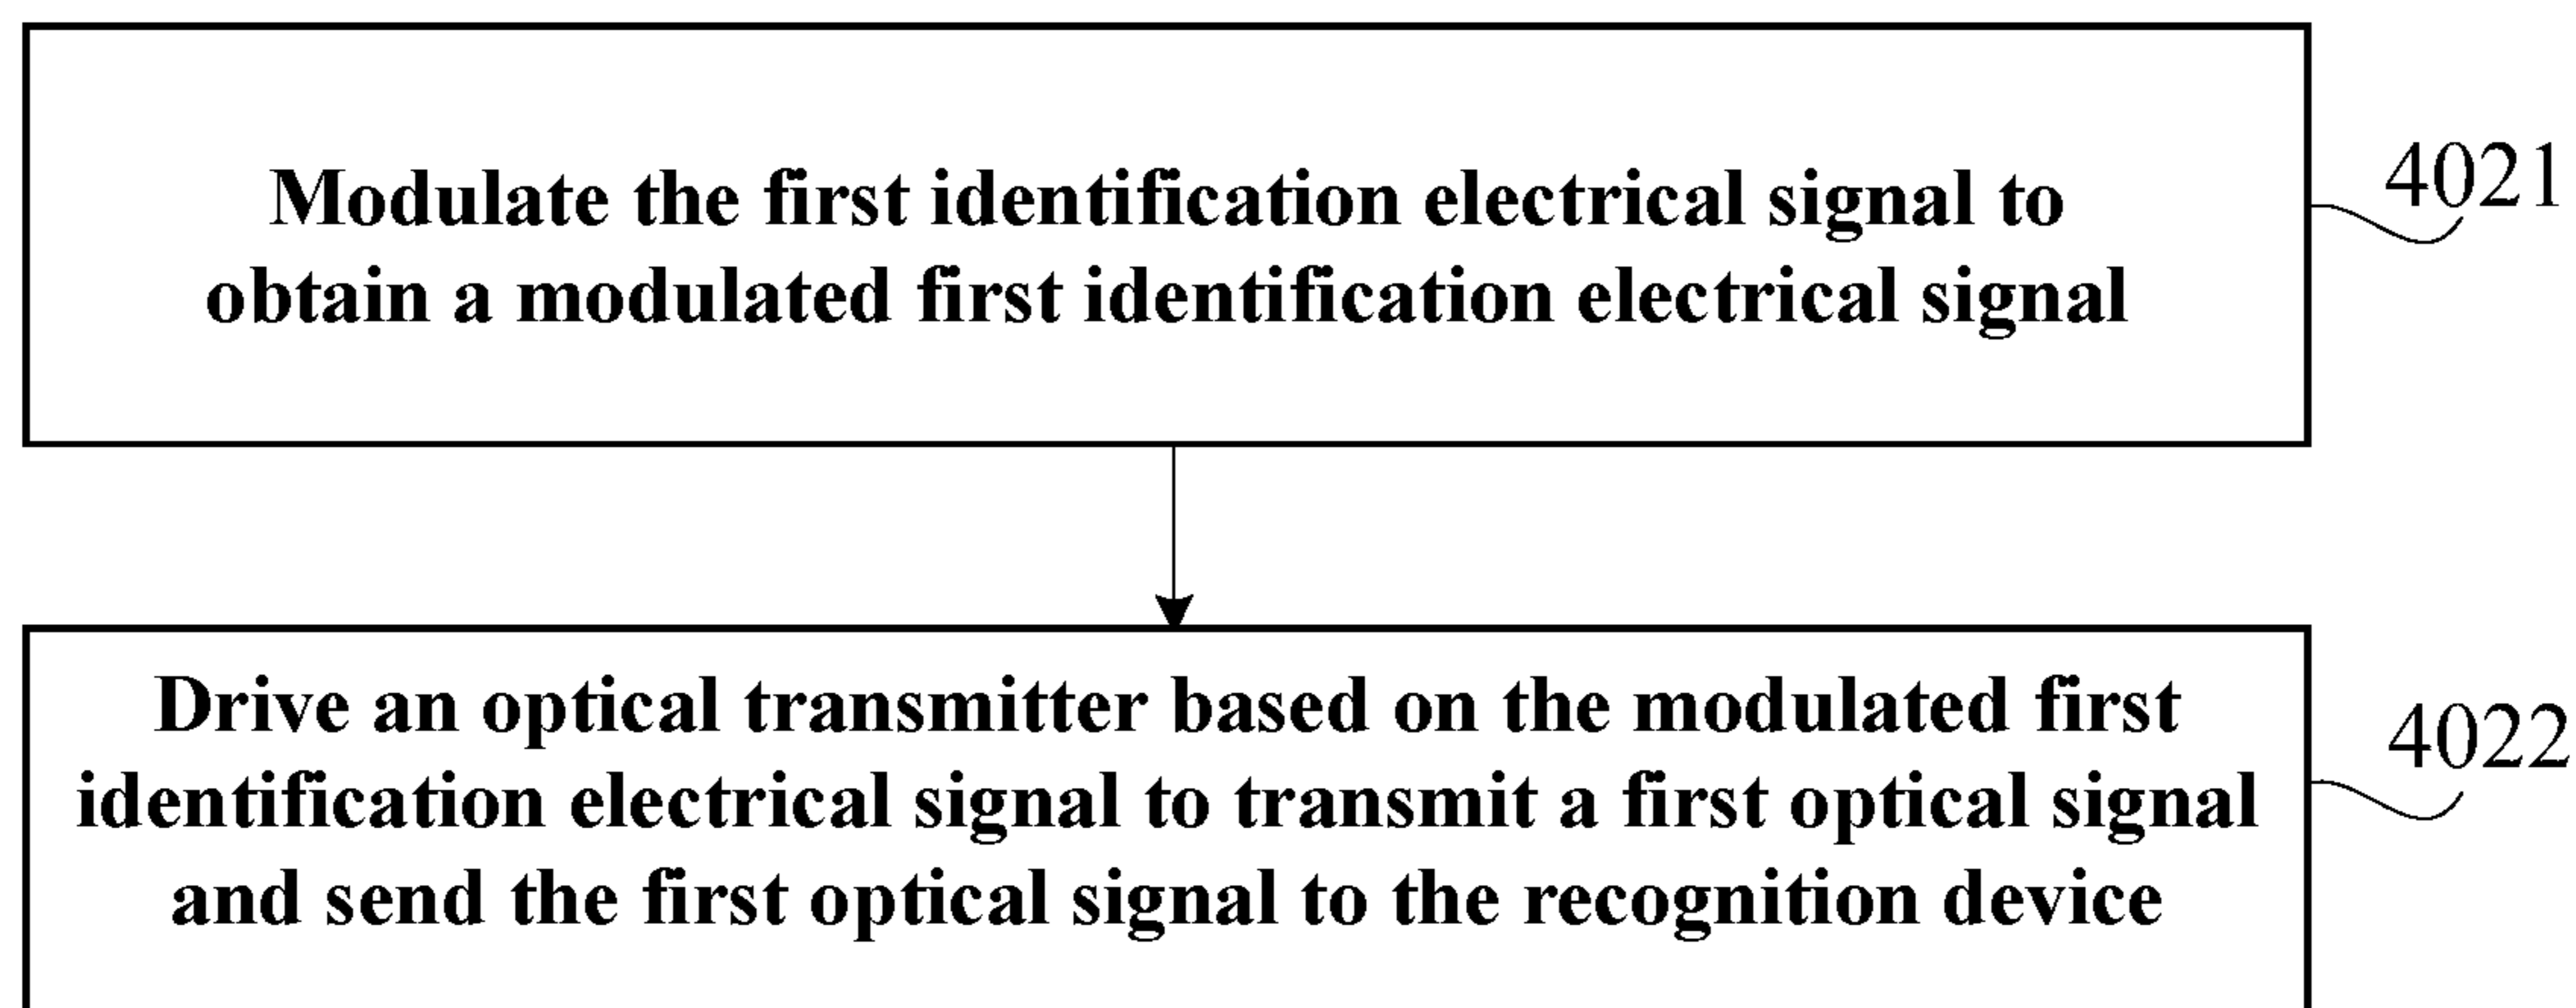 Modulate the first identification electrical signal to
obtain a modulated first identification electrical signal
4021
Drive an optical transmitter based on the modulated first
identification electrical signal to transmit a first optical signal
and send the first optical signal to the recognition device
4022